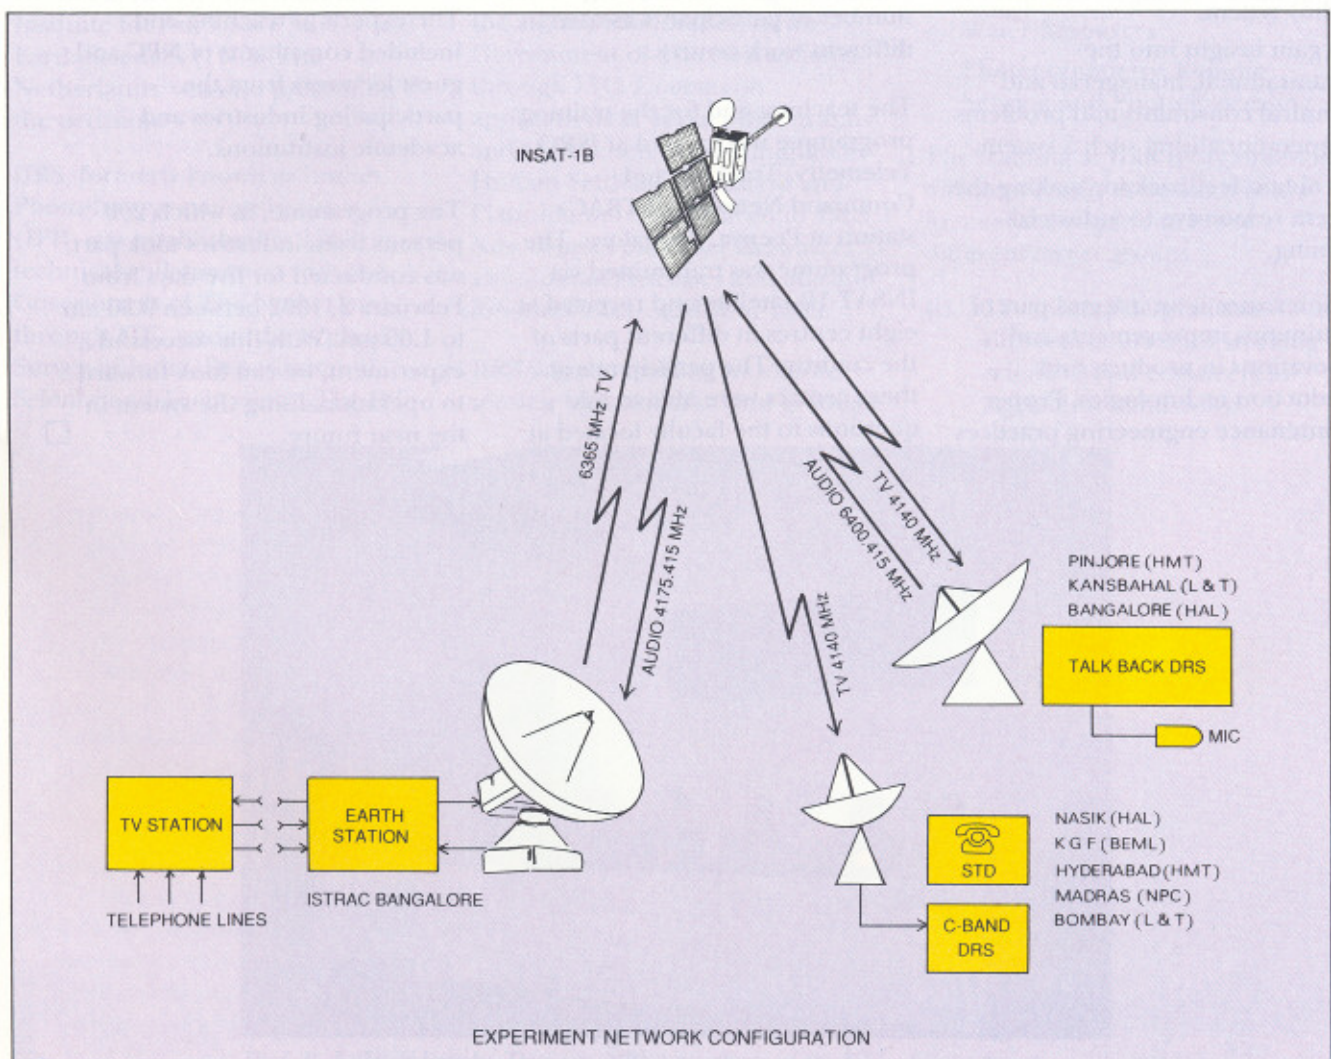 INSAT-1B
6365 MHz TV
AUDIO 4175.415 MHz
TV 4140 MHz
AUDIO 6400.415 MHz
TV 4140 MHz
PINJORE (HMT)
KANSBAHAL (L & T)
BANGALORE (HAL)
TALK BACK DRS
MIC
TV STATION
EARTH
STATION
TELEPHONE LINES
ISTRAC BANGALORE
STD
C-BAND
DRS
NASIK (HAL)
K G F (BEML)
HYDERABAD (HMT)
MADRAS (NPC)
BOMBAY (L & T)
EXPERIMENT NETWORK CONFIGURATION